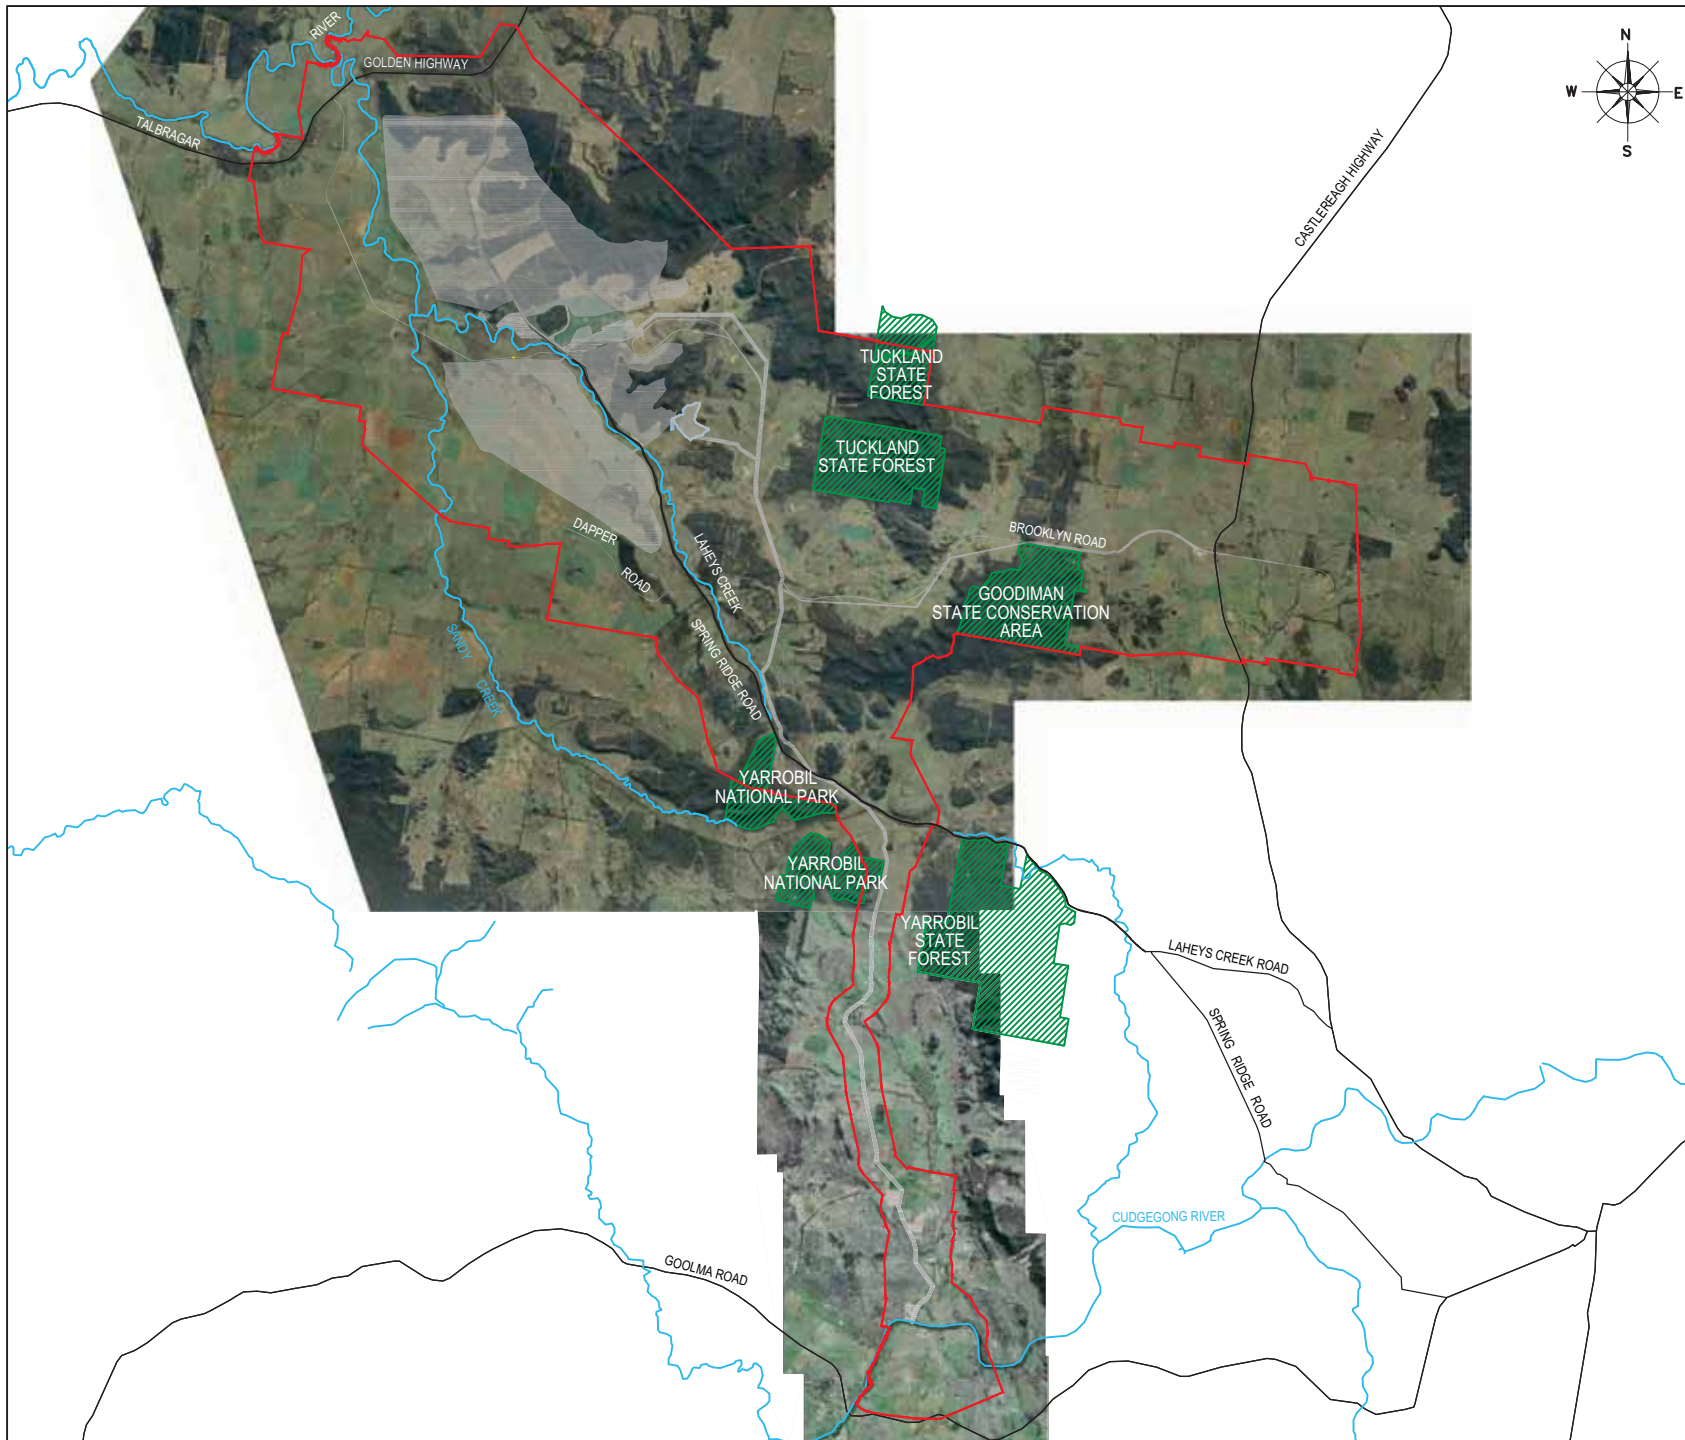 N
W
E
S
RIVER
GOLDEN HIGHWAY
TALBRAGAR
CASTLEREAGH HIGHWAY
TUCKLAND
STATE
FOREST
TUCKLAND
STATE FOREST
DAPPER
ROAD
BROOKLYN ROAD
LAHEYS CREEK
GOODIMAN
STATE CONSERVATION
AREA
SANDY
CREEK
SPRING RIDGE ROAD
YARROBIL
NATIONAL PARK
YARROBIL
NATIONAL PARK
YARROBIL
STATE
FOREST
LAHEYS CREEK ROAD
SPRING RIDGE ROAD
CUDGEGONG RIVER
GOOLMA ROAD